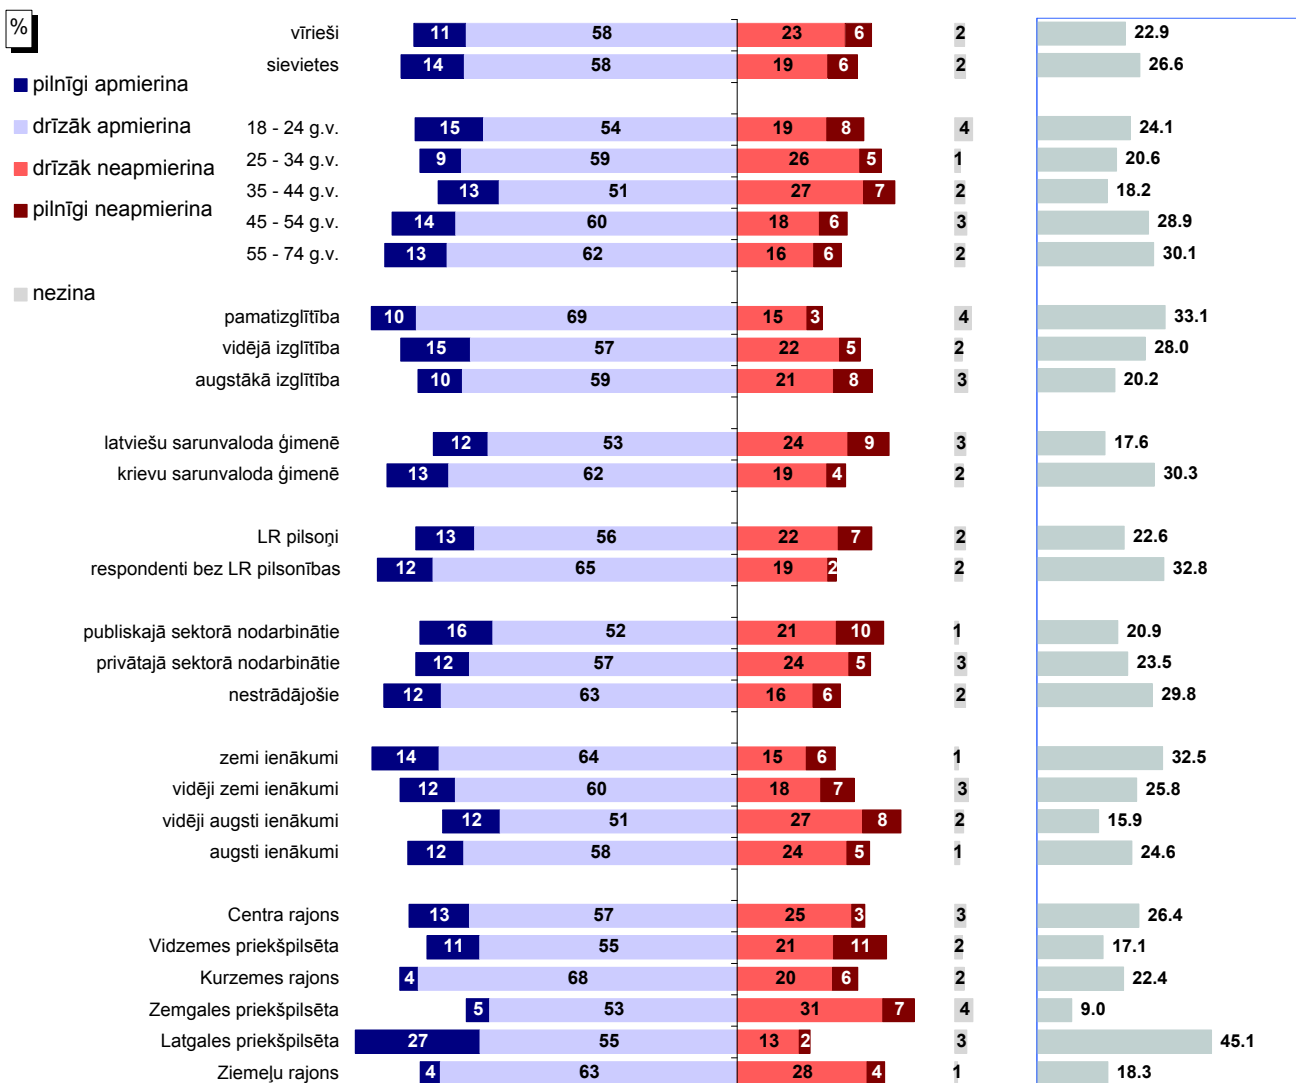 %
pilnīgi apmierina
drīzāk apmierina
drīzāk neapmierina
pilnīgi neapmierina
nezina
vīrieši 11 58 23 6 2 22.9
sievietes 14 58 19 6 2 26.6
18 - 24 g.v. 15 54 19 8 4 24.1
25 - 34 g.v. 9 59 26 5 1 20.6
35 - 44 g.v. 13 51 27 7 2 18.2
45 - 54 g.v. 14 60 18 6 3 28.9
55 - 74 g.v. 13 62 16 6 2 30.1
pamatizglītība 10 69 15 3 4 33.1
vidējā izglītība 15 57 22 5 2 28.0
augstākā izglītība 10 59 21 8 3 20.2
latviešu sarunvaloda ģimenē 12 53 24 9 3 17.6
krievu sarunvaloda ģimenē 13 62 19 4 2 30.3
LR pilsoņi 13 56 22 7 2 22.6
respondenti bez LR pilsonības 12 65 19 2 2 32.8
publiskajā sektorā nodarbinātie 16 52 21 10 1 20.9
privātajā sektorā nodarbinātie 12 57 24 5 3 23.5
nestrādājošie 12 63 16 6 2 29.8
zemi ienākumi 14 64 15 6 1 32.5
vidēji zemi ienākumi 12 60 18 7 3 25.8
vidēji augsti ienākumi 12 51 27 8 2 15.9
augsti ienākumi 12 58 24 5 1 24.6
Centra rajons 13 57 25 3 3 26.4
Vidzemes priekšpilsēta 11 55 21 11 2 17.1
Kurzemes rajons 4 68 20 6 2 22.4
Zemgales priekšpilsēta 5 53 31 7 4 9.0
Latgales priekšpilsēta 27 55 13 2 3 45.1
Ziemeļu rajons 4 63 28 4 1 18.3